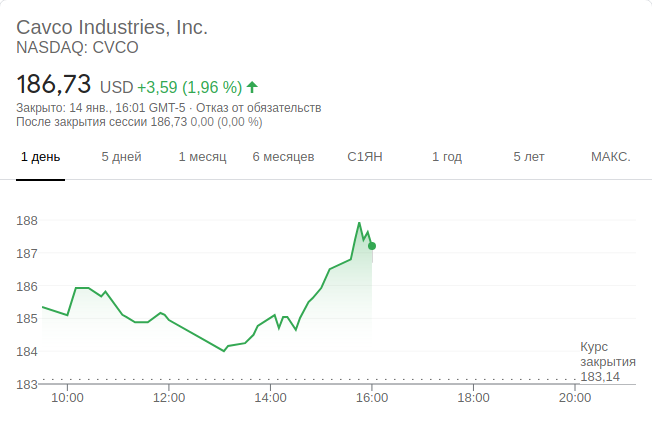 Cavco Industries, Inc.
NASDAQ: CVCO
186,73 USD +3,59 (1,96 %)
Закрыто: 14 янв., 16:01 GMT-5 · Отказ от обязательств
После закрытия сессии 186,73 0,00 (0,00 %)
1 день 5 дней 1 месяц 6 месяцев С1ЯН 1 год 5 лет МАКС.
188
187
186
185
184
183
Курс
закрытия
183,14
10:00 12:00 14:00 16:00 18:00 20:00